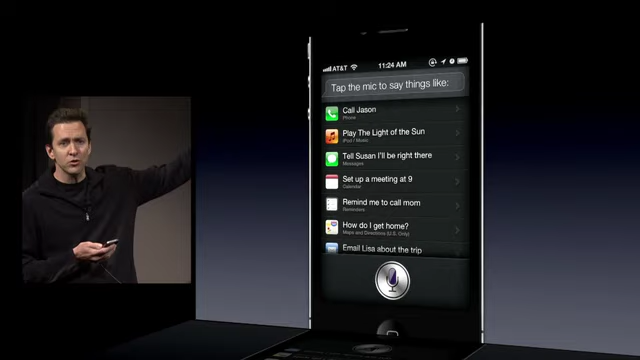 AT&T 11:24 AM
Tap the mic to say things like:
Call Jason
Phone
Play The Light of the Sun
iPod / Music
Tell Susan I'll be right there
Messages
Set up a meeting at 9
Calendar
Remind me to call mom
Reminders
How do I get home?
Maps and Directions (U.S. Only)
Email Lisa about the trip